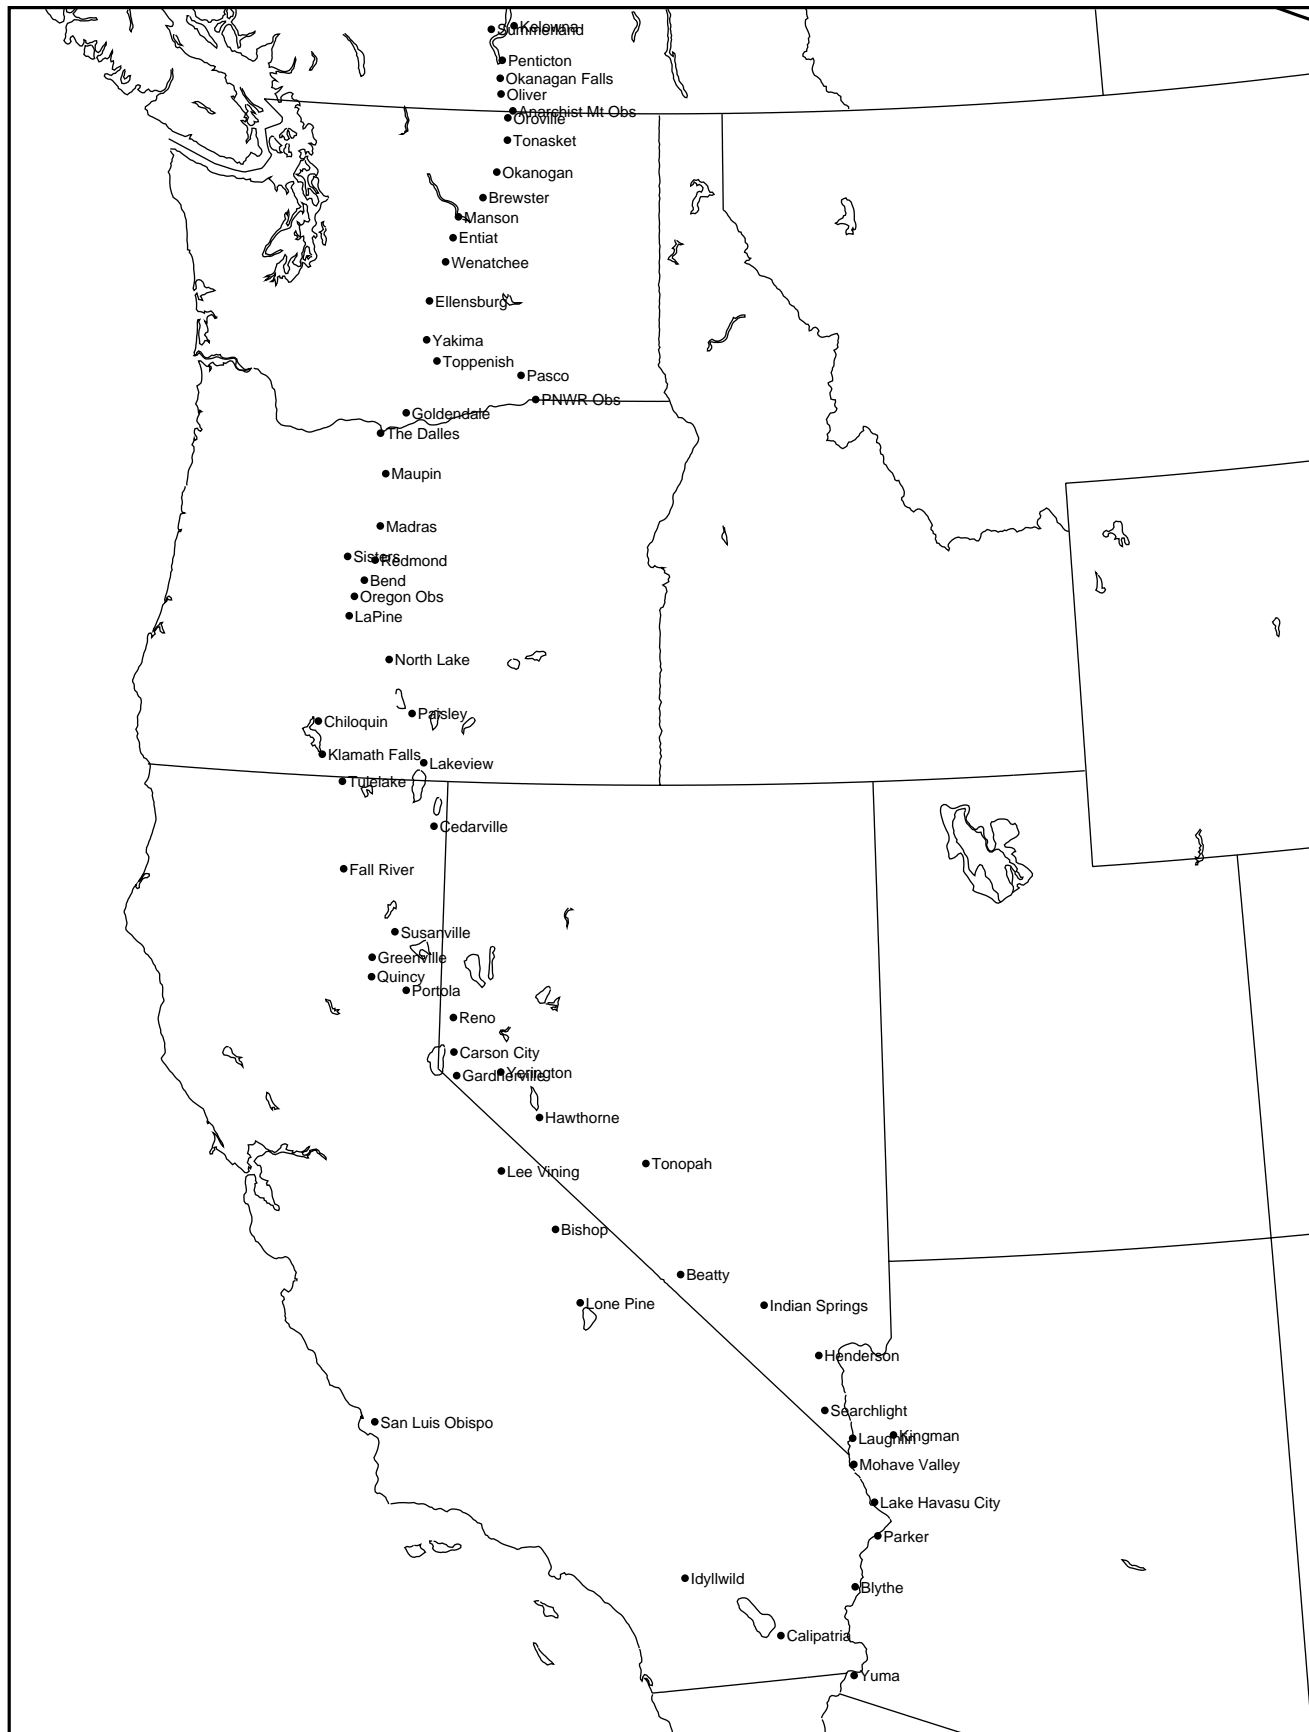 Kelowna
Summerland
Penticton
Okanagan Falls
Oliver
Anarchist Mt Obs
Oroville
Tonasket
Okanogan
Brewster
Manson
Entiat
Wenatchee
Ellensburg
Yakima
Toppenish
Pasco
PNWR Obs
Goldendale
The Dalles
Maupin
Madras
Sisters
Redmond
Bend
Oregon Obs
LaPine
North Lake
Paisley
Chiloquin
Klamath Falls
Lakeview
Tulelake
Cedarville
Fall River
Susanville
Greenville
Quincy
Portola
Reno
Carson City
Yerington
Gardnerville
Hawthorne
Tonopah
Lee Vining
Bishop
Beatty
Lone Pine
Indian Springs
Henderson
Searchlight
San Luis Obispo
Kingman
Laughlin
Mohave Valley
Lake Havasu City
Parker
Idyllwild
Blythe
Calipatria
Yuma